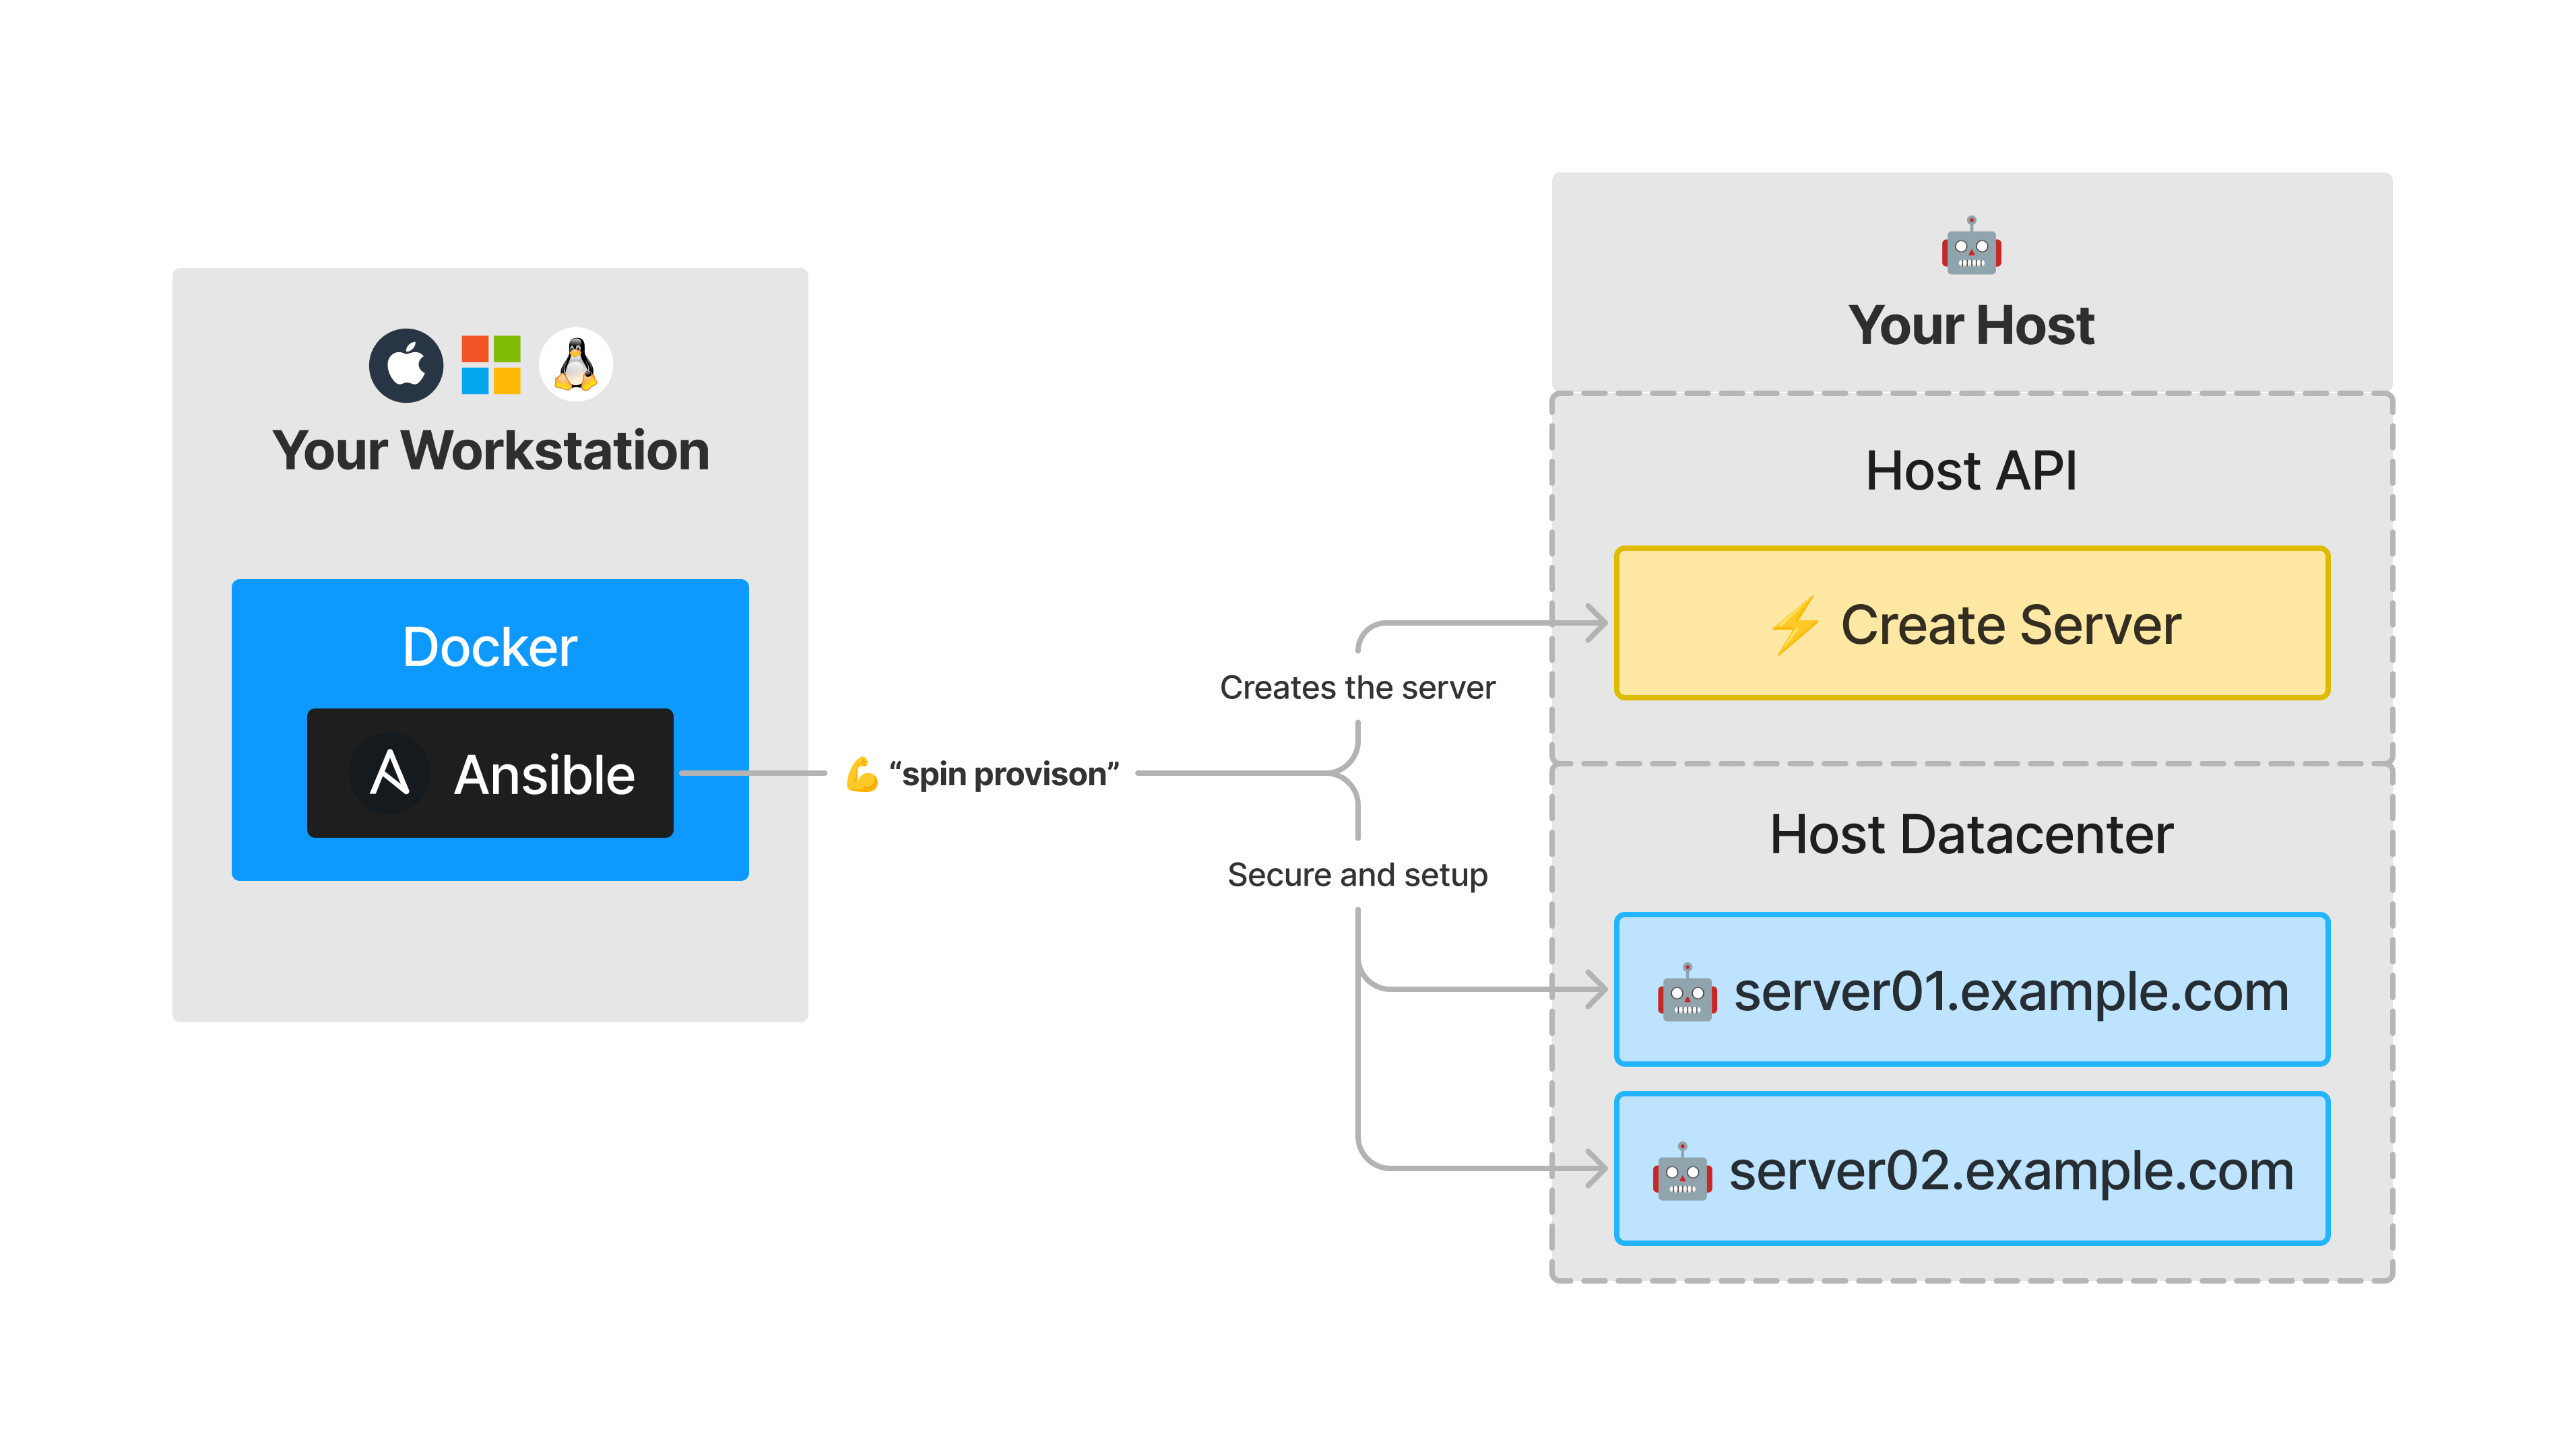 Your Workstation
Docker
Ansible
“spin provison”
Creates the server
Secure and setup
Your Host
Host API
Create Server
Host Datacenter
server01.example.com
server02.example.com